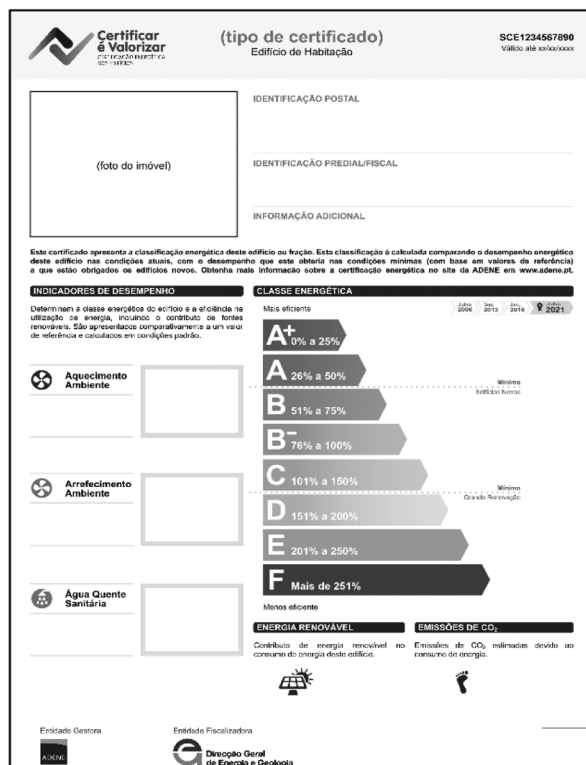 Certificar
é Valorizar
CERTIFICAÇÃO ENERGÉTICA
DOS EDIFÍCIOS
(tipo de certificado)
Edifício de Habitação
SCE1234567890
Válido até xx/xx/xxxx
(foto do imóvel)
IDENTIFICAÇÃO POSTAL
IDENTIFICAÇÃO PREDIAL/FISCAL
INFORMAÇÃO ADICIONAL
Este certificado apresenta a classificação energética deste edifício ou fração. Esta classificação é calculada comparando o desempenho energético
deste edifício nas condições atuais, com o desempenho que este obteria nas condições mínimas (com base em valores de referência)
a que estão obrigados os edifícios novos. Obtenha mais informação sobre a certificação energética no site da ADENE em www.adene.pt.
INDICADORES DE DESEMPENHO
Determinam a classe energética do edifício e a eficiência na
utilização de energia, incluindo o contributo de fontes
renováveis. São apresentados comparativamente a um valor
de referência e calculados em condições padrão.
Aquecimento
Ambiente
Arrefecimento
Ambiente
Água Quente
Sanitária
CLASSE ENERGÉTICA
Mais eficiente
Julho 2006
Dez. 2013
Jan. 2016
Julho 2021
A+ 0% a 25%
A 26% a 50%
Mínimo
Edifícios Novos
B 51% a 75%
B- 76% a 100%
C 101% a 150%
Mínimo
Grande Renovação
D 151% a 200%
E 201% a 250%
F Mais de 251%
Menos eficiente
ENERGIA RENOVÁVEL
Contributo de energia renovável no
consumo de energia deste edifício.
EMISSÕES DE CO₂
Emissões de CO₂ estimadas devido ao
consumo de energia.
Entidade Gestora
ADENE
Entidade Fiscalizadora
Direcção Geral
de Energia e Geologia